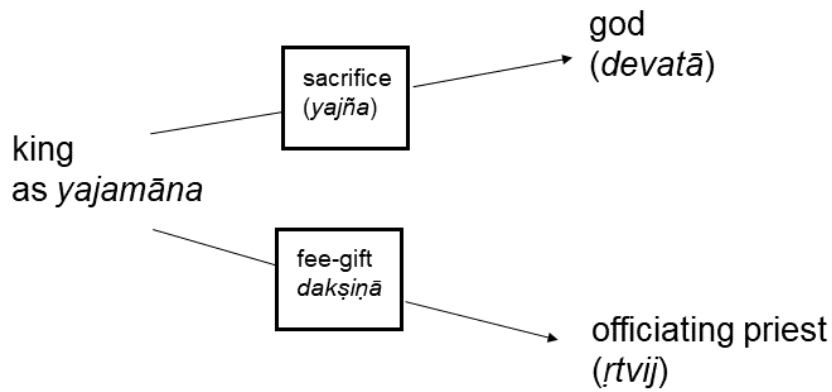 god
(devatā)
sacrifice
(yajña)
king
as yajamāna
fee-gift
dakṣiṇā
officiating priest
(ṛtvij)